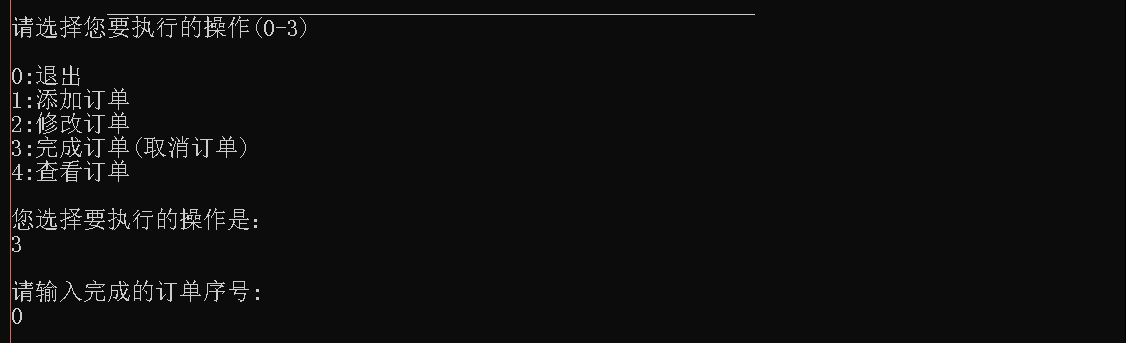 请选择您要执行的操作(0-3)
0:退出
1:添加订单
2:修改订单
3:完成订单(取消订单)
4:查看订单
您选择要执行的操作是:
3
请输入完成的订单序号:
0